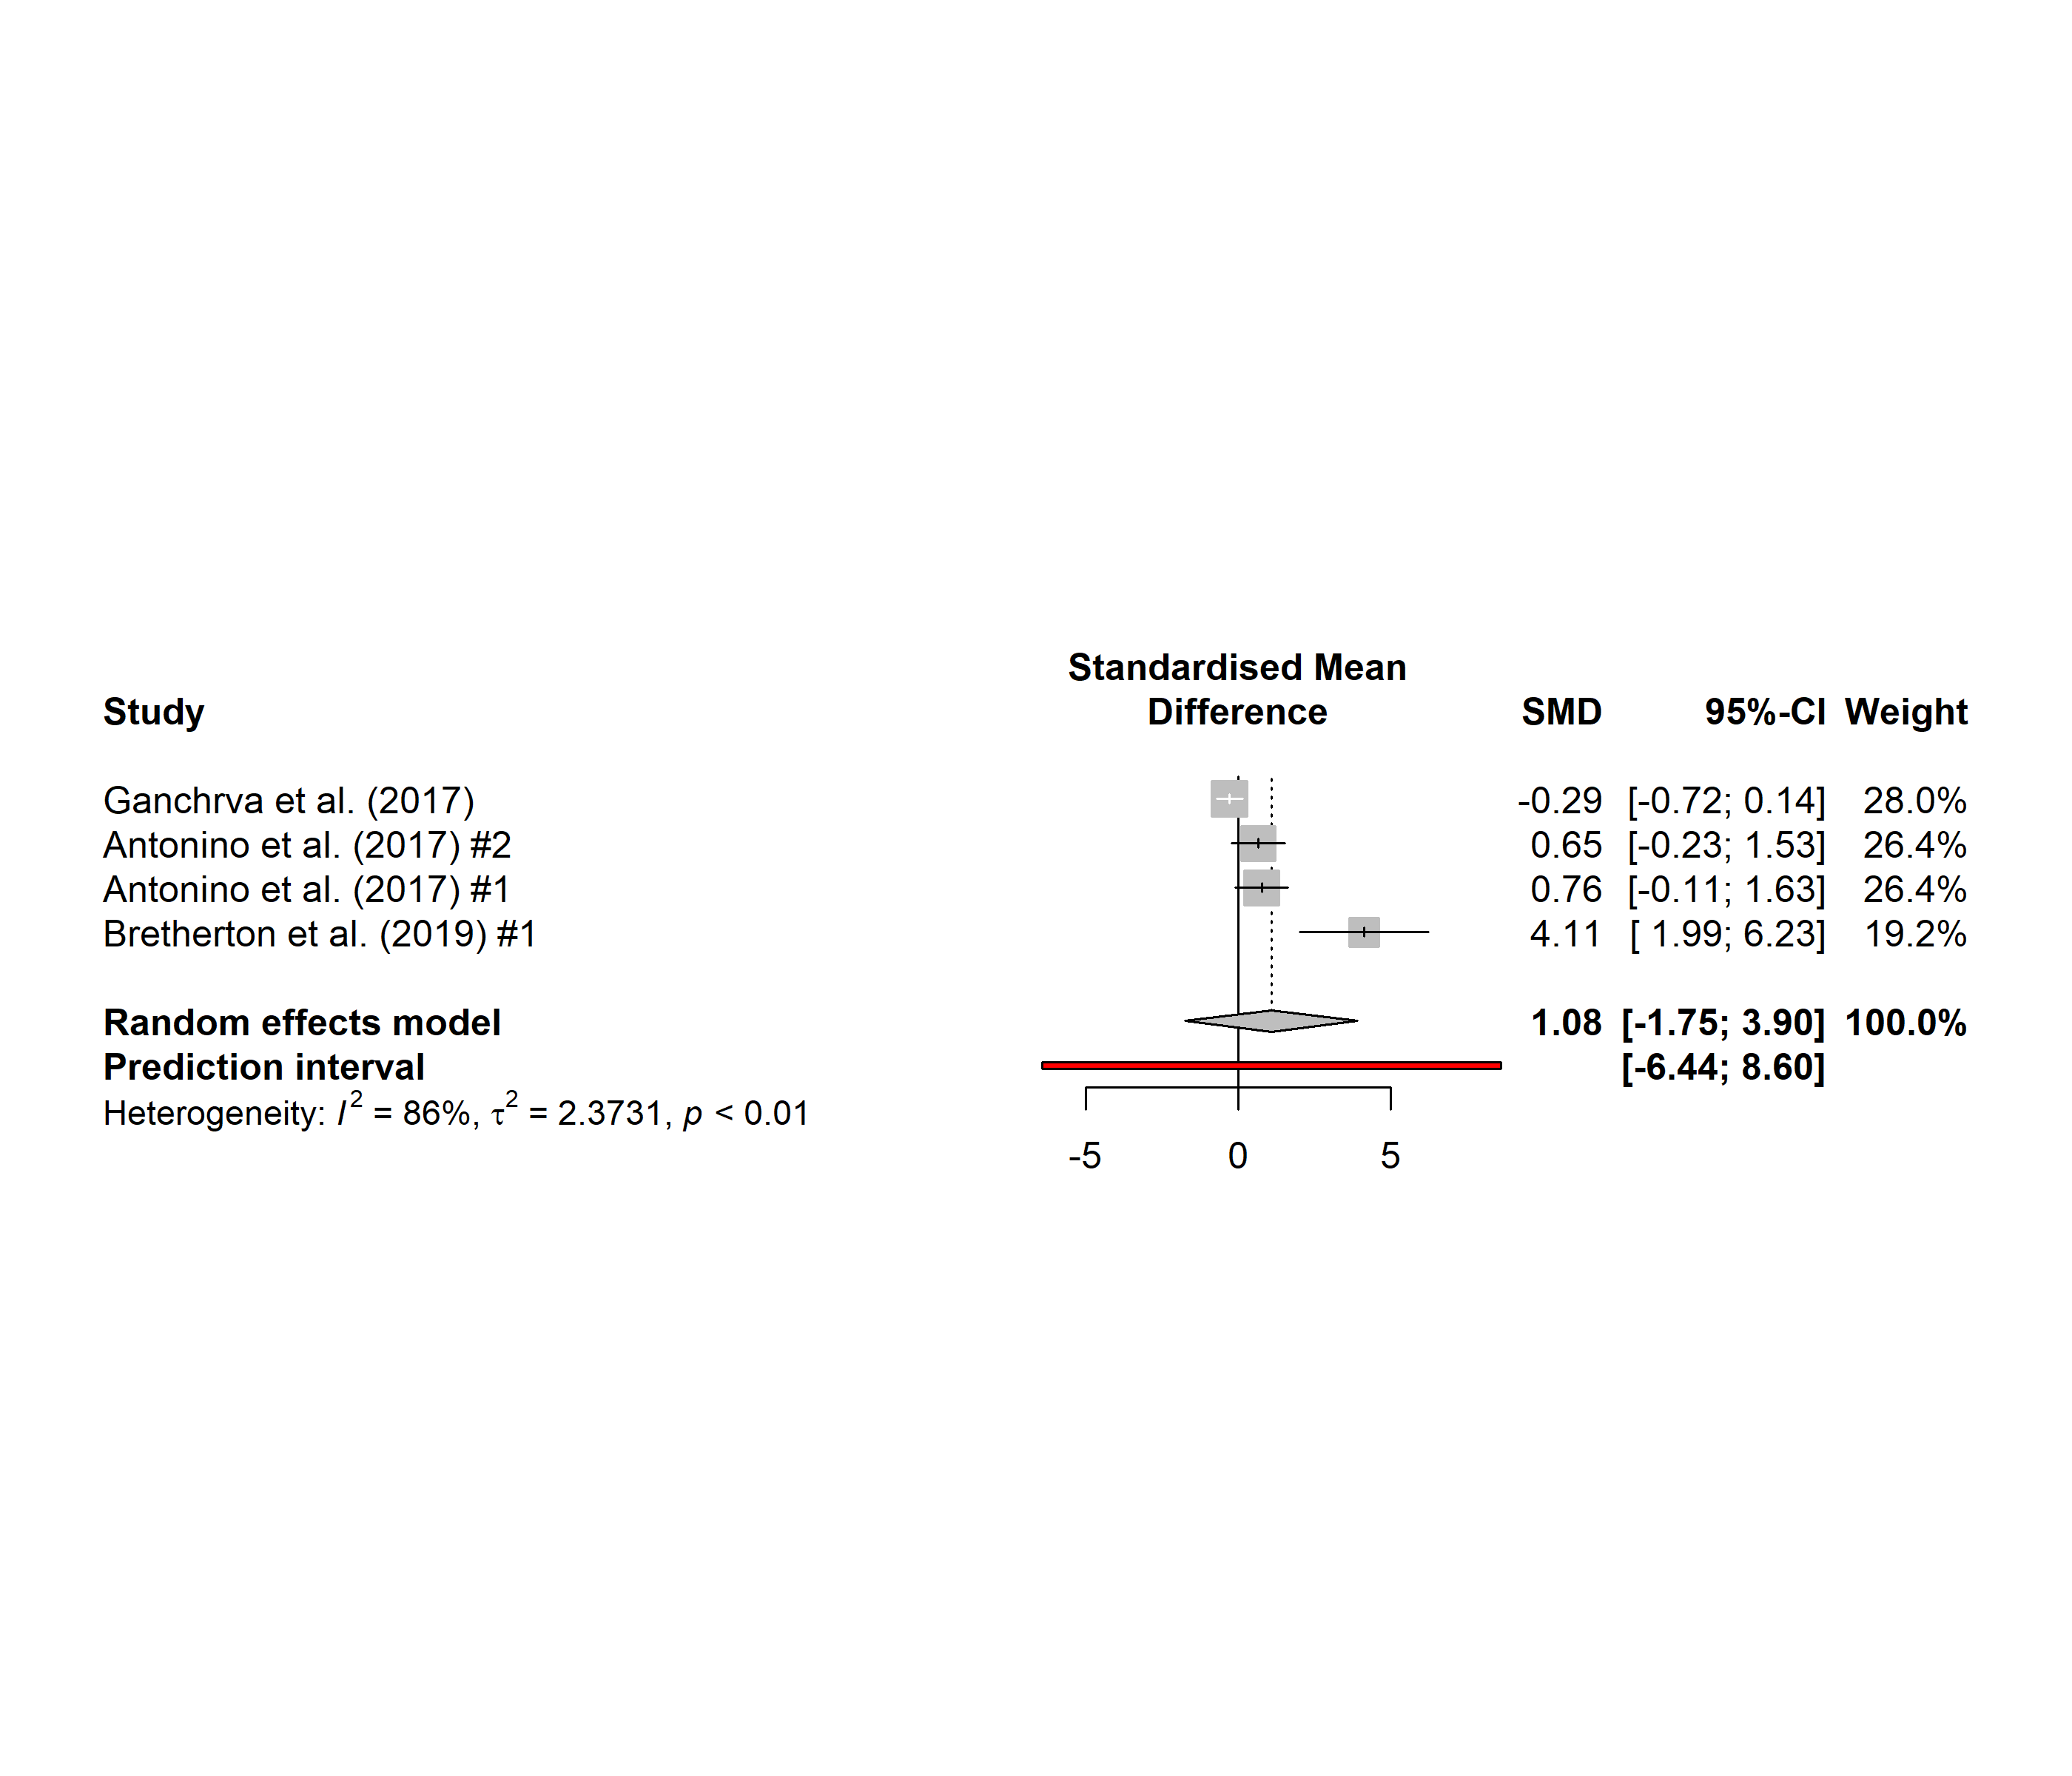 Standardised Mean
Study Difference SMD 95%-CI Weight
Ganchrva et al. (2017) -0.29 [-0.72; 0.14] 28.0%
Antonino et al. (2017) #2 0.65 [-0.23; 1.53] 26.4%
Antonino et al. (2017) #1 0.76 [-0.11; 1.63] 26.4%
Bretherton et al. (2019) #1 4.11 [ 1.99; 6.23] 19.2%
Random effects model 1.08 [-1.75; 3.90] 100.0%
Prediction interval [-6.44; 8.60]
Heterogeneity: I² = 86%, τ² = 2.3731, p < 0.01
-5 0 5